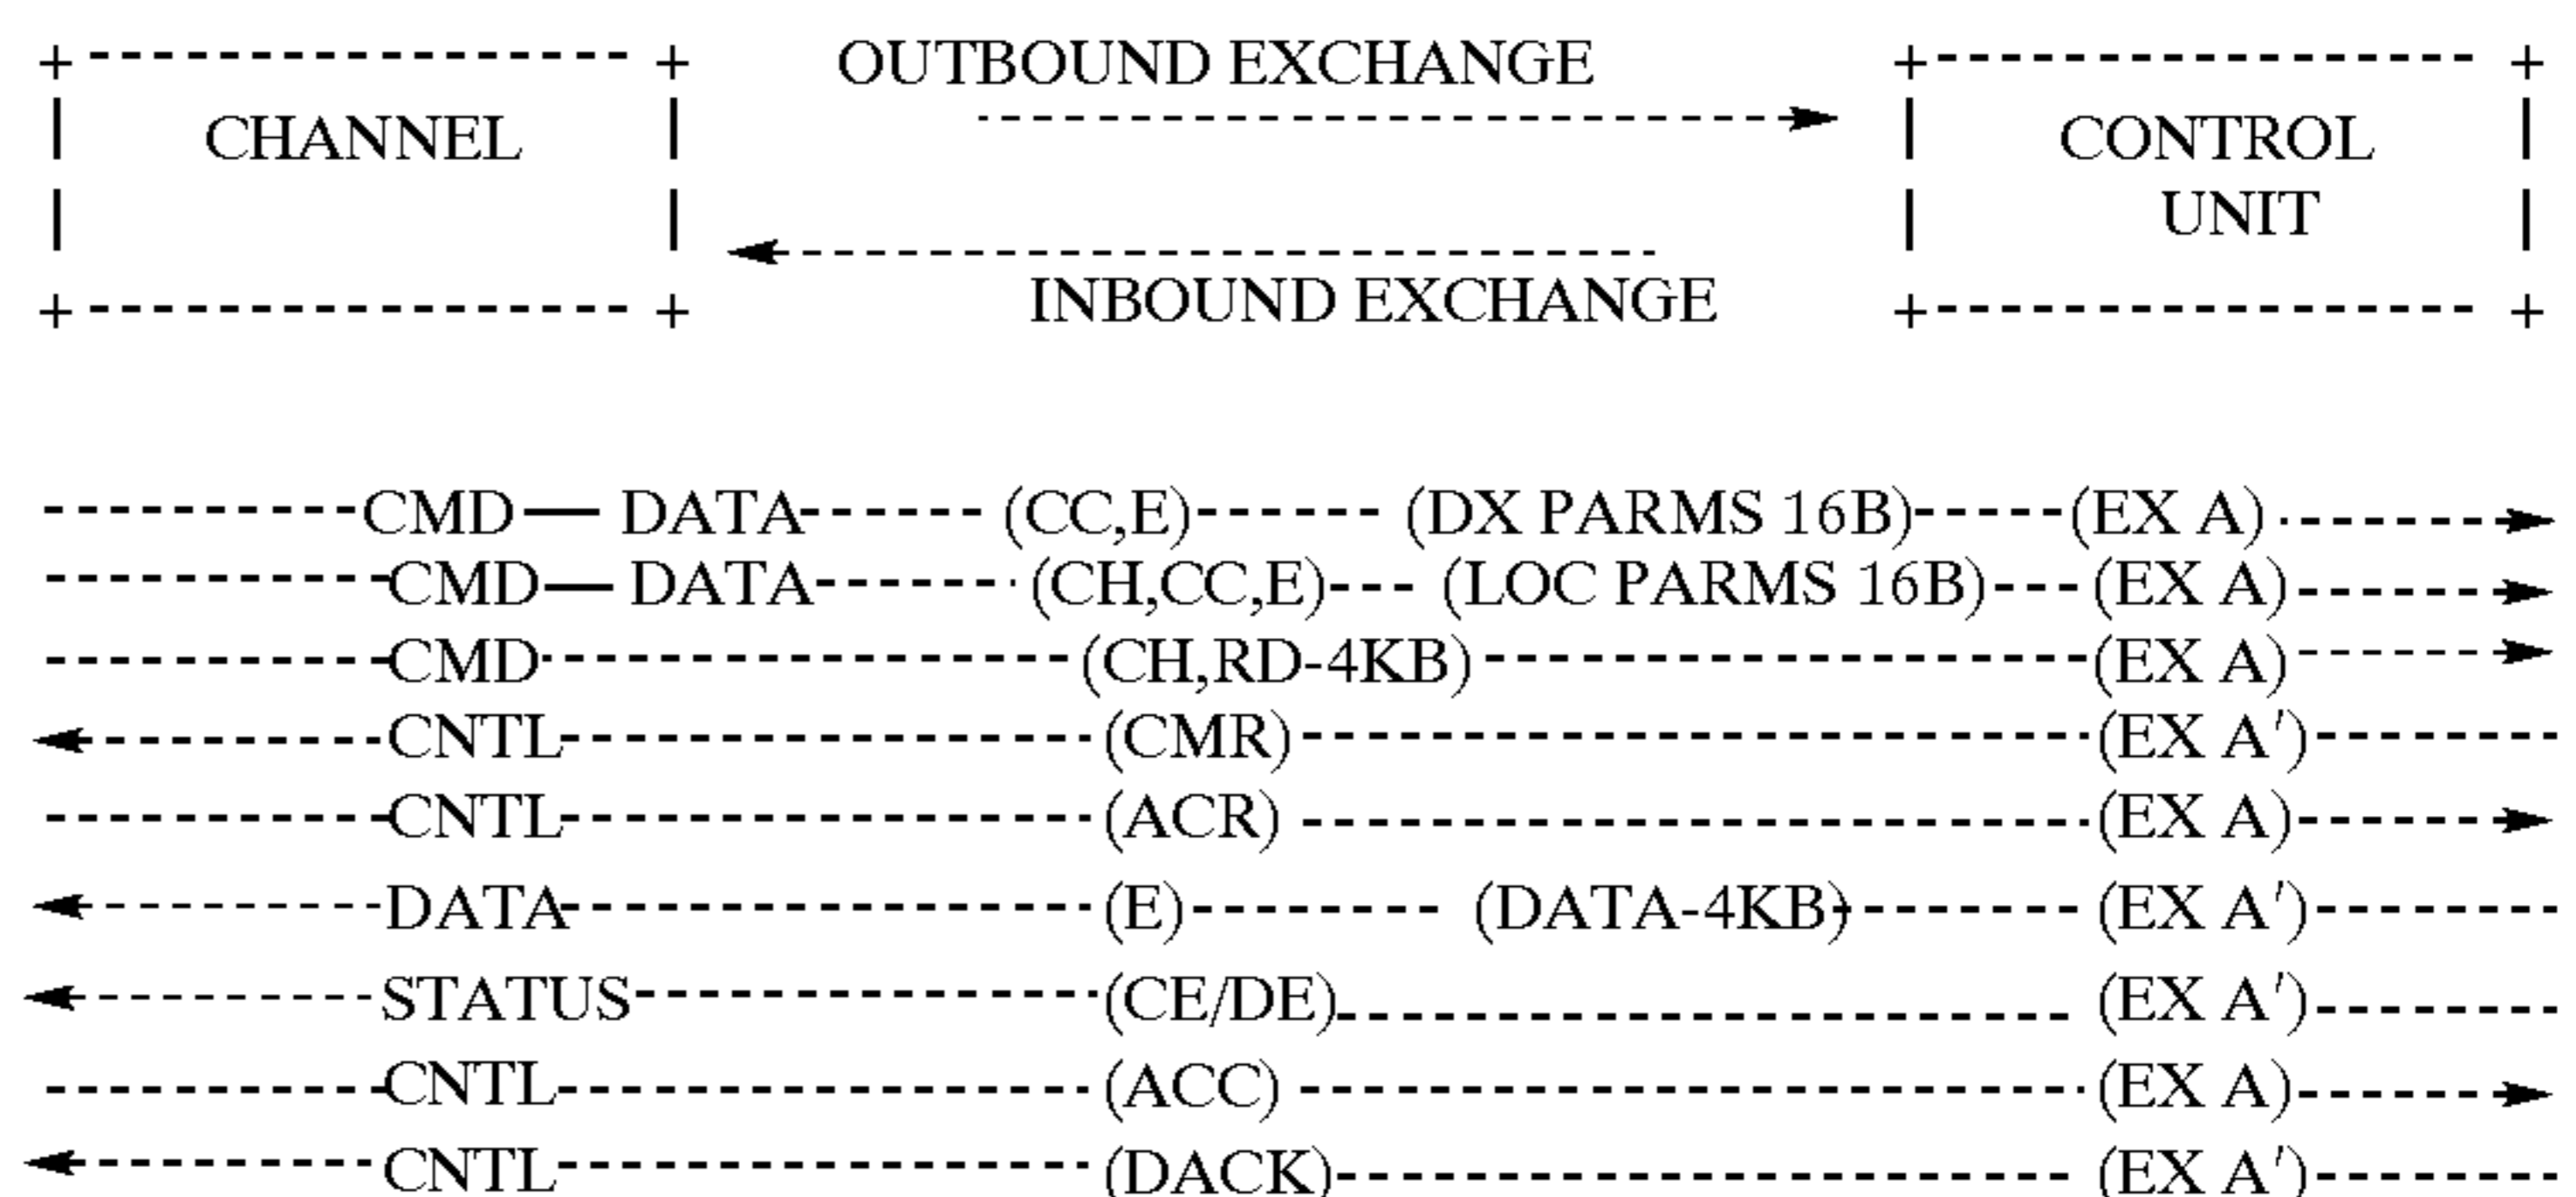 OUTBOUND EXCHANGE
CHANNEL
CONTROL
UNIT
INBOUND EXCHANGE
CMD — DATA (CC,E) (DX PARMS 16B) (EX A)
CMD — DATA (CH,CC,E) (LOC PARMS 16B) (EX A)
CMD (CH,RD-4KB) (EX A)
CNTL (CMR) (EX A')
CNTL (ACR) (EX A)
DATA (E) (DATA-4KB) (EX A')
STATUS (CE/DE) (EX A')
CNTL (ACC) (EX A)
CNTL (DACK) (EX A')